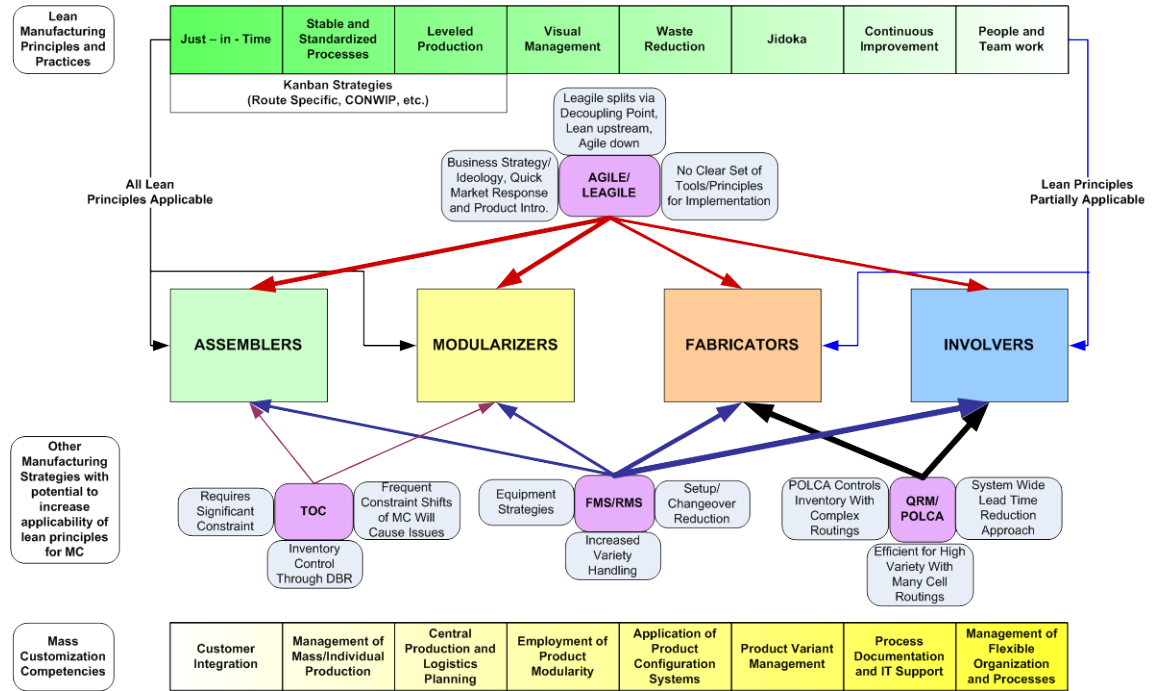 Lean
Manufacturing
Principles and
Practices
Just – in - Time
Stable and
Standardized
Processes
Leveled
Production
Visual
Management
Waste
Reduction
Jidoka
Continuous
Improvement
People and
Team work
Kanban Strategies
(Route Specific, CONWIP, etc.)
Leagile splits via
Decoupling Point,
Lean upstream,
Agile down
Business Strategy/
Ideology, Quick
Market Response
and Product Intro.
AGILE/
LEAGILE
No Clear Set of
Tools/Principles
for Implementation
All Lean
Principles Applicable
Lean Principles
Partially Applicable
ASSEMBLERS
MODULARIZERS
FABRICATORS
INVOLVERS
Other
Manufacturing
Strategies with
potential to
increase
applicability of
lean principles
for MC
Requires
Significant
Constraint
TOC
Frequent
Constraint Shifts
of MC Will
Cause Issues
Inventory
Control
Through DBR
Equipment
Strategies
FMS/RMS
Setup/
Changeover
Reduction
Increased
Variety
Handling
POLCA Controls
Inventory With
Complex
Routings
QRM/
POLCA
System Wide
Lead Time
Reduction
Approach
Efficient for High
Variety With
Many Cell
Routings
Mass
Customization
Competencies
Customer
Integration
Management of
Mass/Individual
Production
Central
Production and
Logistics
Planning
Employment of
Product
Modularity
Application of
Product
Configuration
Systems
Product Variant
Management
Process
Documentation
and IT Support
Management of
Flexible
Organization
and Processes